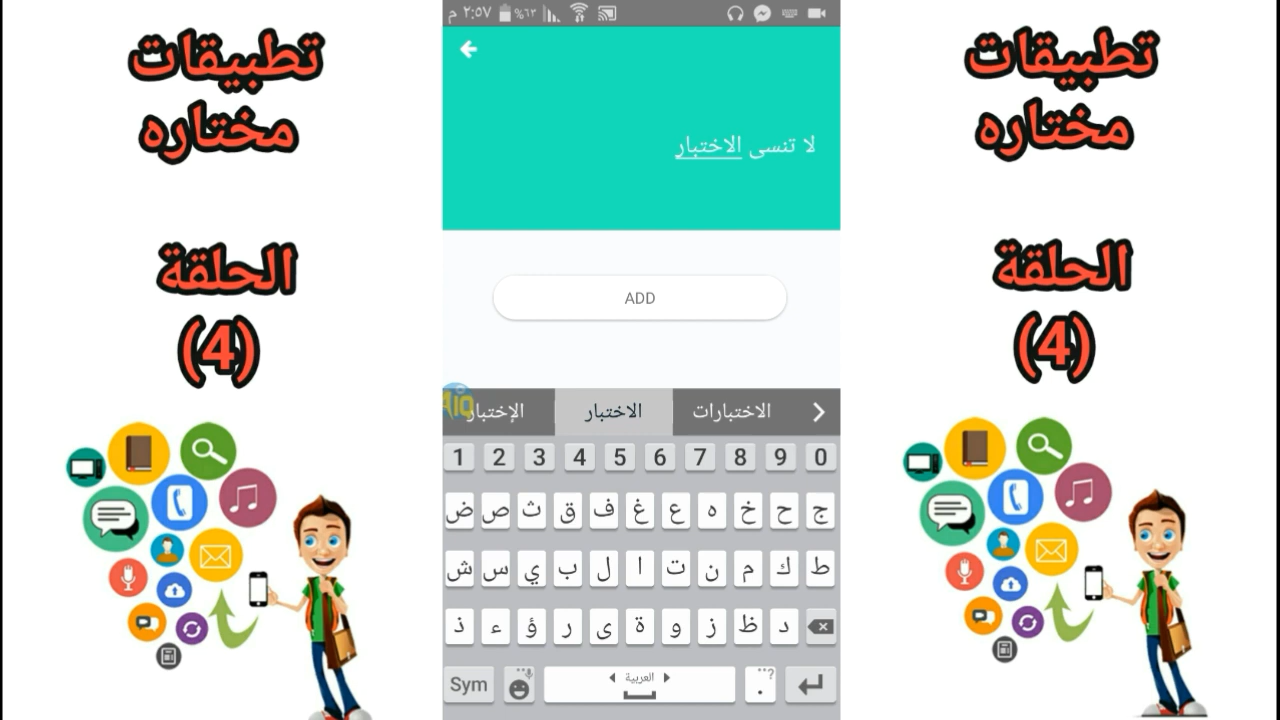 تطبيقات
مختاره
الحلقة
(4)
٢:٥٧ م
%٦٣
لا تنسى الاختبار
ADD
الإختبار
الاختبار
الاختبارات
1 2 3 4 5 6 7 8 9 0
ض ص ث ق ف غ ع ه خ ح ج
ش س ي ب ل ا ت ن م ك ط
ذ ء ؤ ر ى ة و ز ظ د
Sym
العربية
.
?
تطبيقات
مختاره
الحلقة
(4)